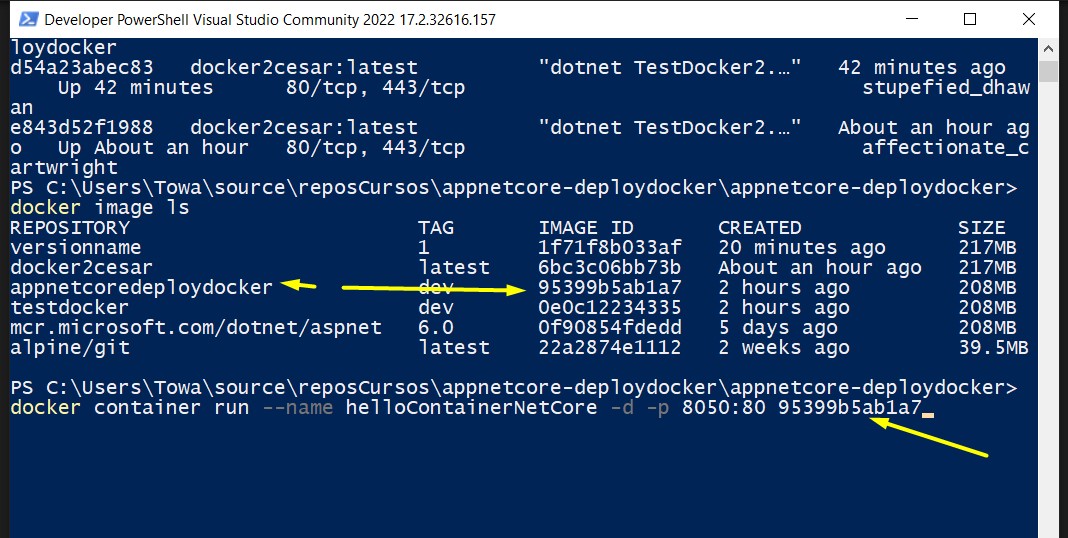 Developer PowerShell Visual Studio Community 2022 17.2.32616.157
loydocker
d54a23abec83   docker2cesar:latest          "dotnet TestDocker2.…"   42 minutes ago
    Up 42 minutes      80/tcp, 443/tcp                                 stupefied_dhaw
an
e843d52f1988   docker2cesar:latest          "dotnet TestDocker2.…"   About an hour ag
o   Up About an hour   80/tcp, 443/tcp                                 affectionate_c
artwright
PS C:\Users\Towa\source\reposCursos\appnetcore-deploydocker\appnetcore-deploydocker>
docker image ls
REPOSITORY                        TAG       IMAGE ID       CREATED             SIZE
versionname                       1         1f71f8b033af   20 minutes ago      217MB
docker2cesar                      latest    6bc3c06bb73b   About an hour ago   217MB
appnetcoredeploydocker            dev       95399b5ab1a7   2 hours ago         208MB
testdocker                        dev       0e0c12234335   2 hours ago         208MB
mcr.microsoft.com/dotnet/aspnet   6.0       0f90854fdedd   5 days ago          208MB
alpine/git                        latest    22a2874e1112   2 weeks ago         39.5MB
PS C:\Users\Towa\source\reposCursos\appnetcore-deploydocker\appnetcore-deploydocker>
docker container run --name helloContainerNetCore -d -p 8050:80 95399b5ab1a7